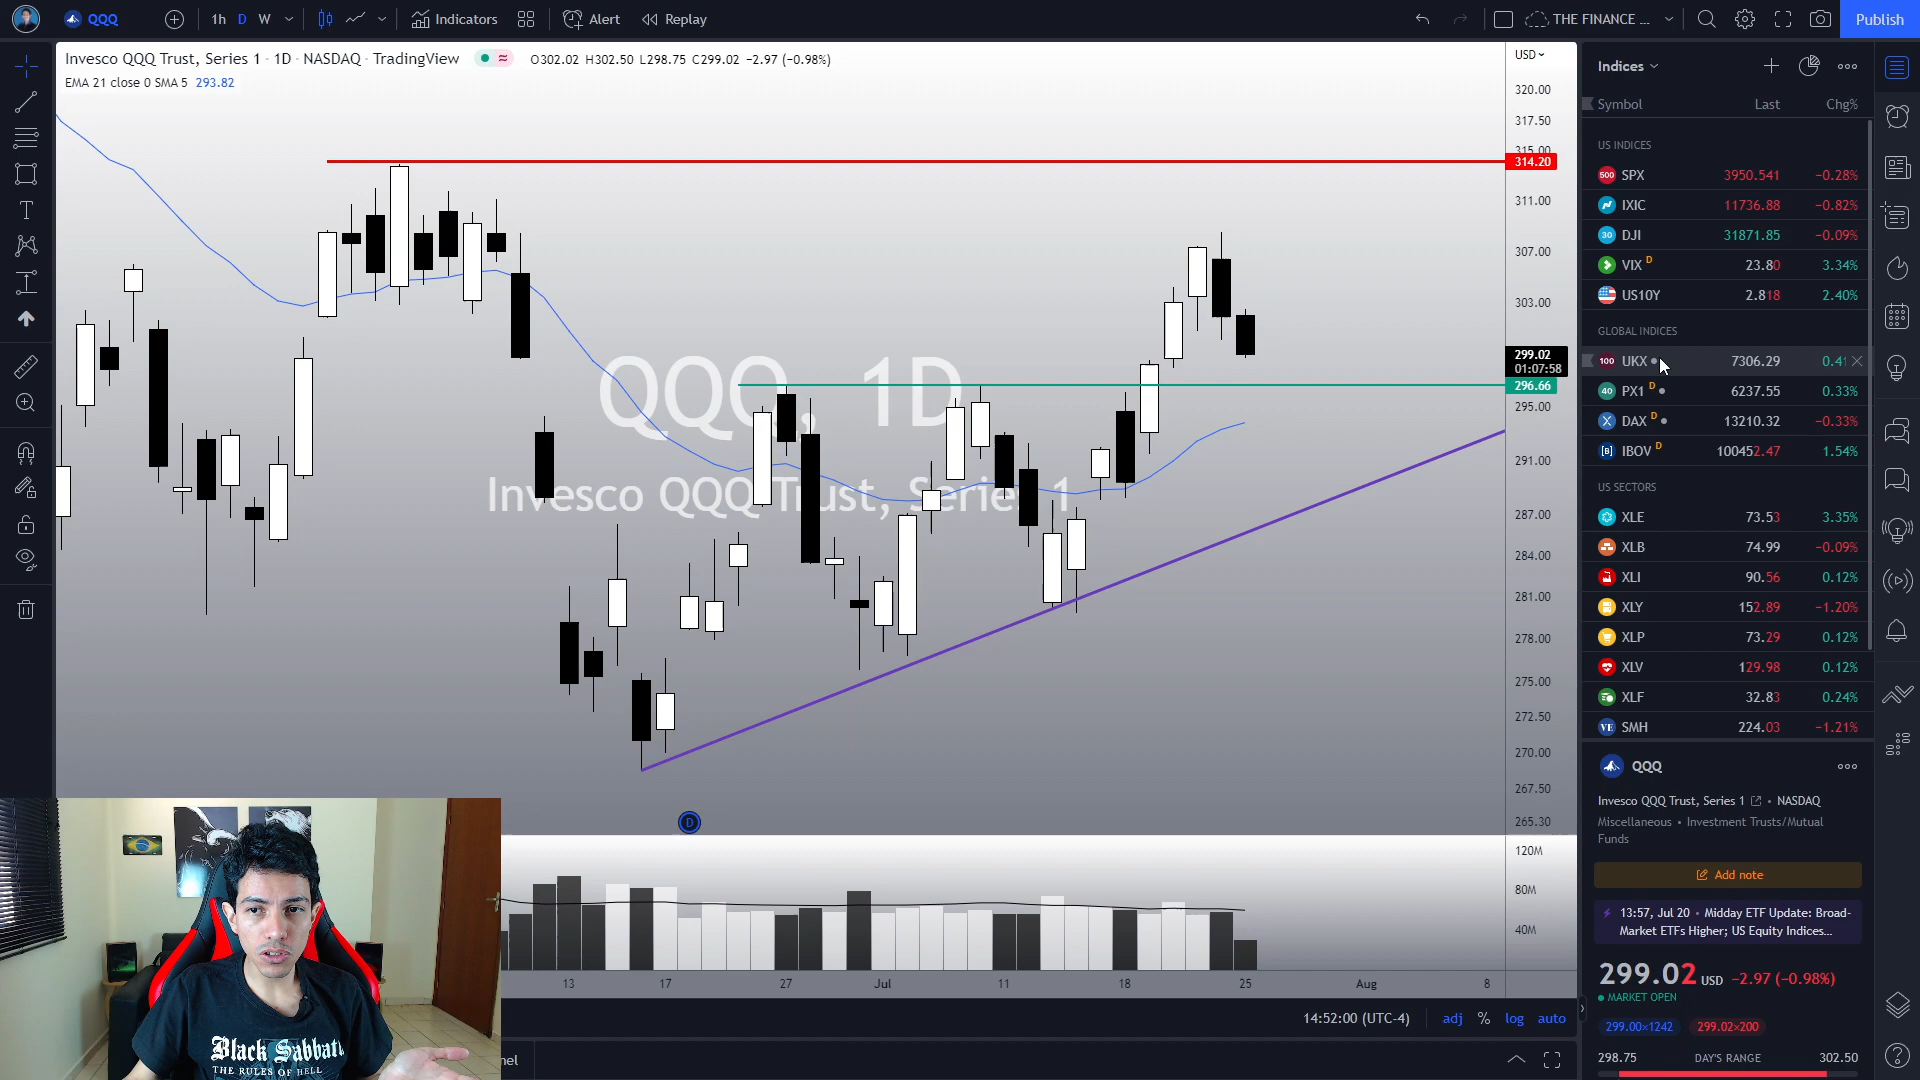 QQQ
1h D W
Indicators
Alert
Replay
THE FINANCE ...
Publish
Invesco QQQ Trust, Series 1 · 1D · NASDAQ · TradingView
O302.02 H302.50 L298.75 C299.02 −2.97 (−0.98%)
EMA 21 close 0 SMA 5 293.82
QQQ, 1D
Invesco QQQ Trust, Series 1
USD
320.00
317.50
315.00
314.20
311.00
307.00
303.00
299.02
01:07:58
296.66
295.00
291.00
287.00
284.00
281.00
278.00
275.00
272.50
270.00
267.50
265.30
D
120M
80M
40M
13
17
27
Jul
11
18
25
Aug
8
14:52:00 (UTC-4)
adj % log auto
nel
Black Sabbath
THE RULES OF HELL
Indices
Symbol Last Chg%
US INDICES
500 SPX 3950.541 −0.28%
IXIC 11736.88 −0.82%
30 DJI 31871.85 −0.09%
VIX D 23.80 3.34%
US10Y 2.818 2.40%
GLOBAL INDICES
100 UKX 7306.29 0.41
40 PX1 D 6237.55 0.33%
X DAX D 13210.32 −0.33%
[B] IBOV D 100452.47 1.54%
US SECTORS
XLE 73.53 3.35%
XLB 74.99 −0.09%
XLI 90.56 0.12%
XLY 152.89 −1.20%
XLP 73.29 0.12%
XLV 129.98 0.12%
XLF 32.83 0.24%
VE SMH 224.03 −1.21%
QQQ
Invesco QQQ Trust, Series 1 • NASDAQ
Miscellaneous • Investment Trusts/Mutual
Funds
Add note
13:57, Jul 20 • Midday ETF Update: Broad-
Market ETFs Higher; US Equity Indices...
299.02 USD −2.97 (−0.98%)
MARKET OPEN
299.00×1242 299.02×200
298.75 DAY'S RANGE 302.50